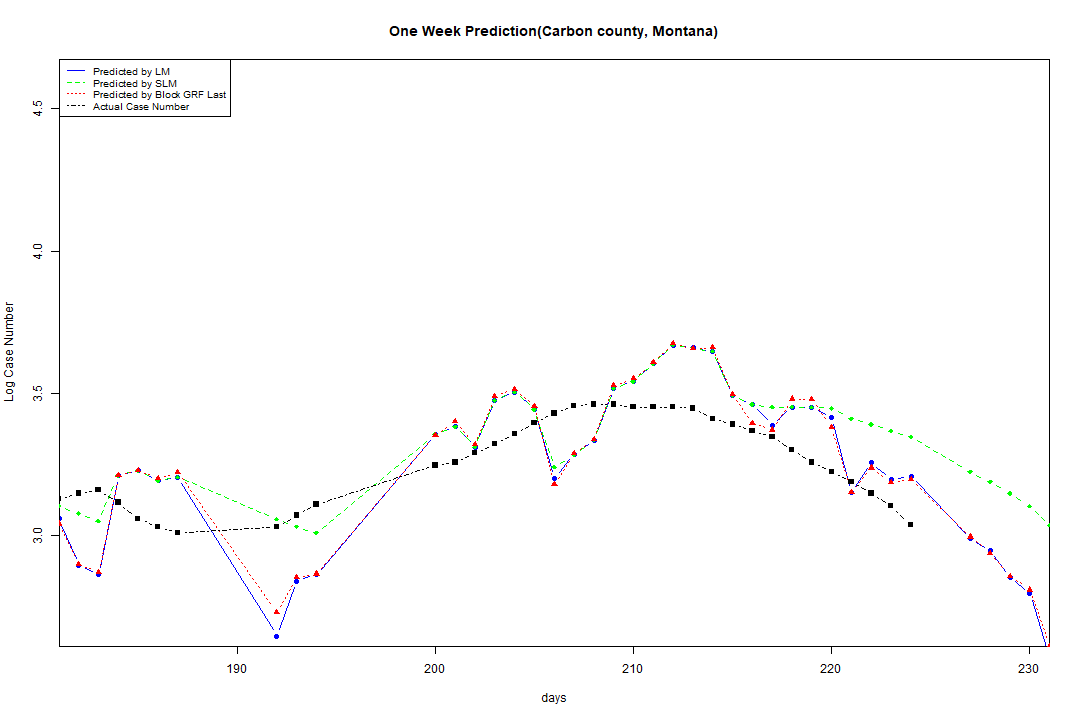 One Week Prediction(Carbon county, Montana)
Predicted by LM
Predicted by SLM
Predicted by Block GRF Last
Actual Case Number
4.5
4.0
3.5
3.0
Log Case Number
190
200
210
220
230
days